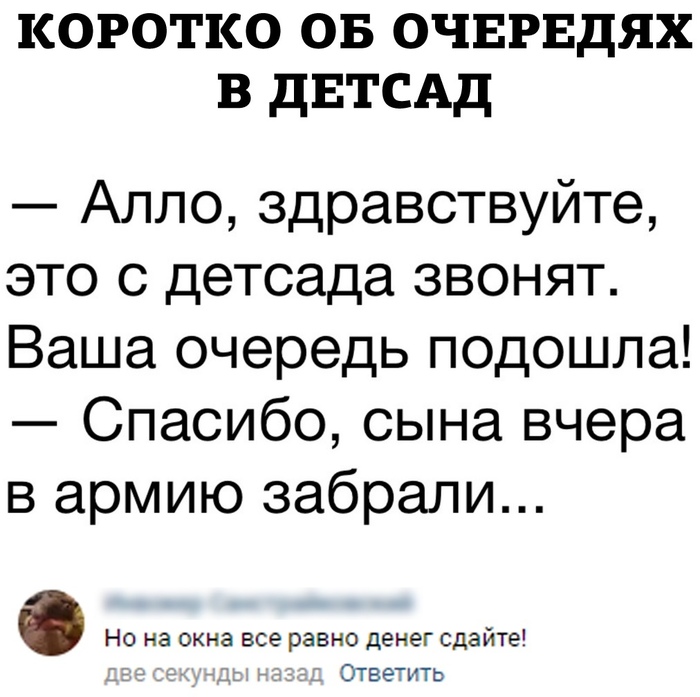 КОРОТКО ОБ ОЧЕРЕДЯХ
В ДЕТСАД
— Алло, здравствуйте,
это с детсада звонят.
Ваша очередь подошла!
— Спасибо, сына вчера
в армию забрали...
Но на окна все равно денег сдайте!
две секунды назад Ответить